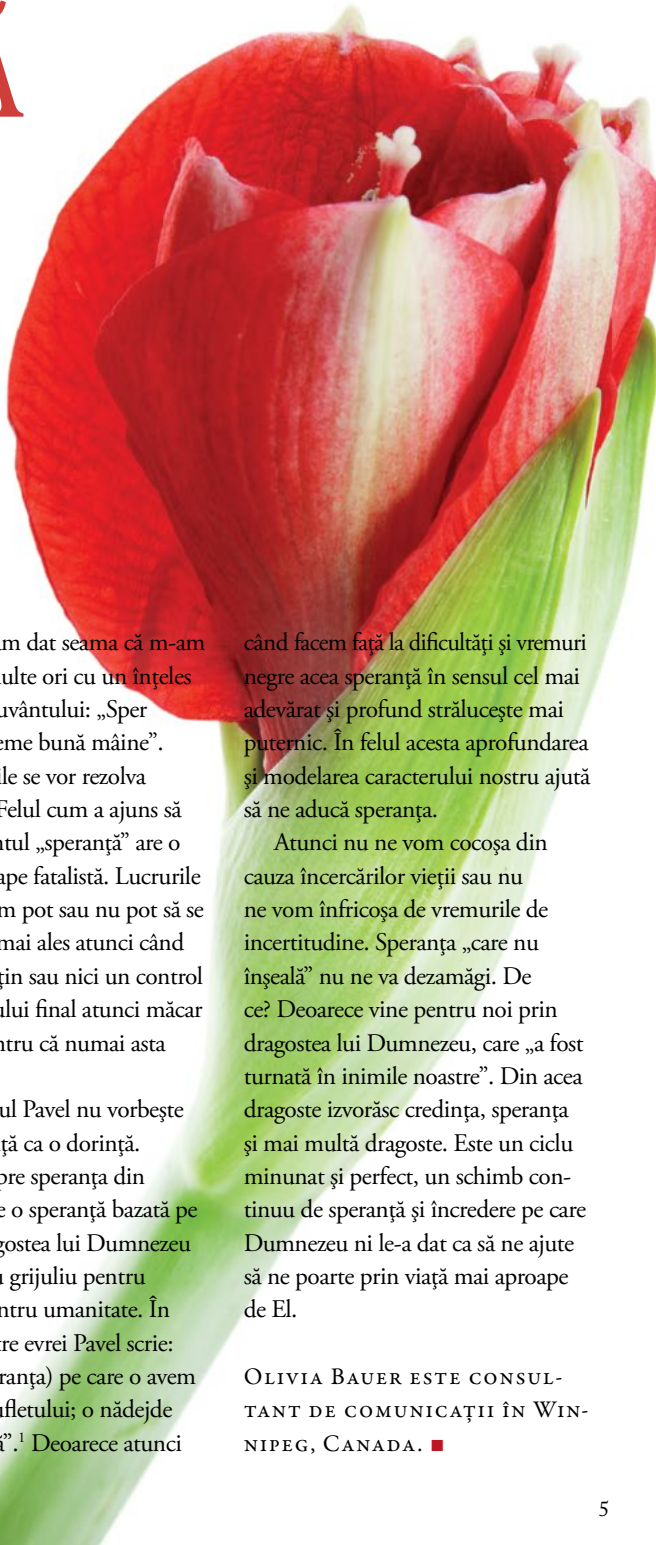 Ă
am dat seama că m-am
ulte ori cu un înţeles
uvântului: „Sper
eme bună mâine”.
ile se vor rezolva
Felul cum a ajuns să
ntul „speranţă” are o
ape fatalistă. Lucrurile
m pot sau nu pot să se
mai ales atunci când
ţin sau nici un control
ului final atunci măcar
ntru că numai asta
ul Pavel nu vorbeşte
ţă ca o dorinţă.
pre speranţa din
e o speranţă bazată pe
gostea lui Dumnezeu
u grijuliu pentru
ntru umanitate. În
tre evrei Pavel scrie:
ranţa) pe care o avem
ufletului; o nădejde
ă”.¹ Deoarece atunci
când facem faţă la dificultăţi şi vremuri
negre acea speranţă în sensul cel mai
adevărat şi profund străluceşte mai
puternic. În felul acesta aprofundarea
şi modelarea caracterului nostru ajută
să ne aducă speranţa.
Atunci nu ne vom cocoşa din
cauza încercărilor vieţii sau nu
ne vom înfricoşa de vremurile de
incertitudine. Speranţa „care nu
înşeală” nu ne va dezamăgi. De
ce? Deoarece vine pentru noi prin
dragostea lui Dumnezeu, care „a fost
turnată în inimile noastre”. Din acea
dragoste izvorăsc credinţa, speranţa
şi mai multă dragoste. Este un ciclu
minunat şi perfect, un schimb con-
tinuu de speranţă şi încredere pe care
Dumnezeu ni le-a dat ca să ne ajute
să ne poarte prin viaţă mai aproape
de El.
Olivia Bauer este consul-
tant de comunicaţii în Win-
nipeg, Canada. ■
5